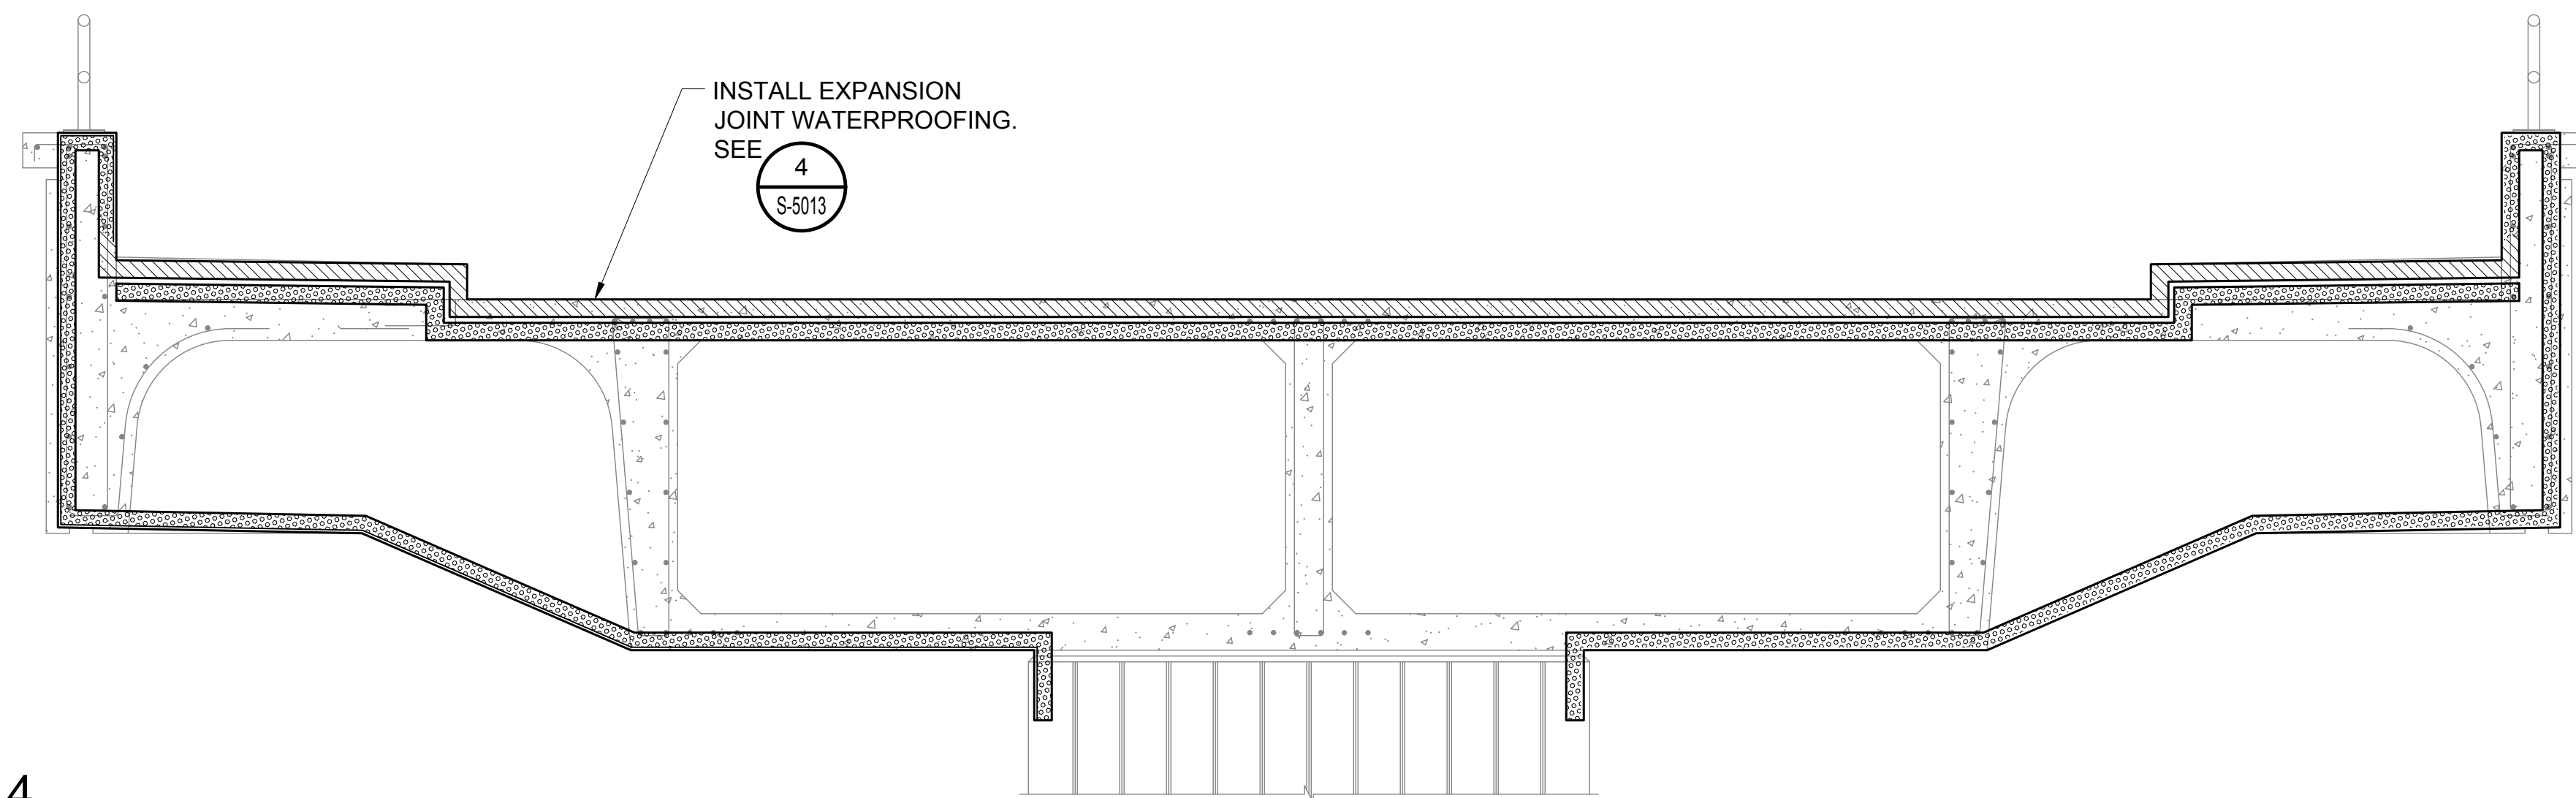 INSTALL EXPANSION
JOINT WATERPROOFING.
SEE
4
S-5013
4